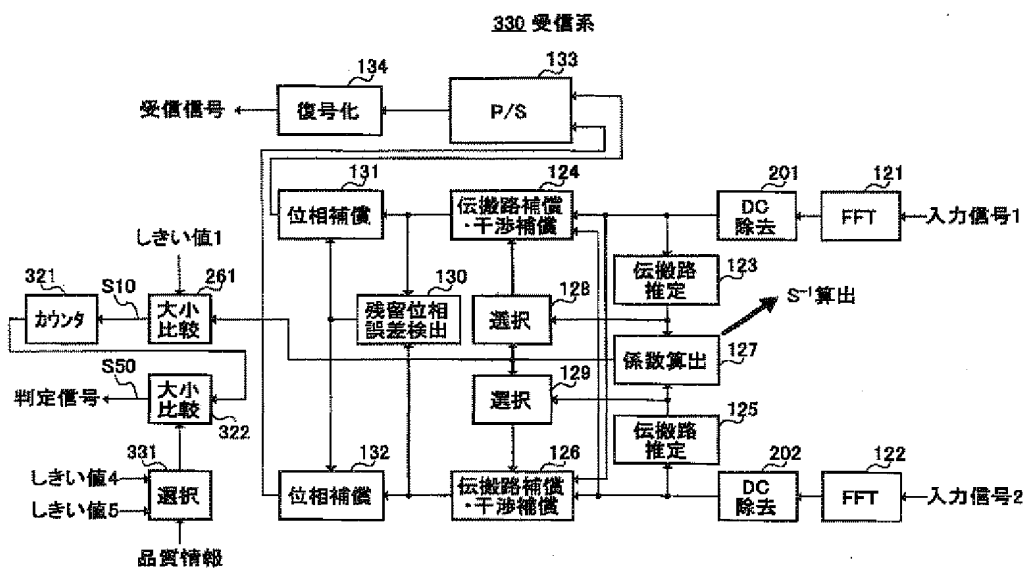 330 受信系
134
133
受信信号
復号化
P/S
131
124
201
121
位相補償
伝搬路補償
・干渉補償
DC
除去
FFT
入力信号1
しきい値1
321
S10
261
カウンタ
大小
比較
130
残留位相
誤差検出
128
選択
伝搬路
推定
123
S⁻¹算出
係数算出
127
S50
判定信号
大小
比較
322
129
選択
伝搬路
推定
125
331
しきい値4
しきい値5
選択
品質情報
132
位相補償
126
伝搬路補償
・干渉補償
202
DC
除去
122
FFT
入力信号2